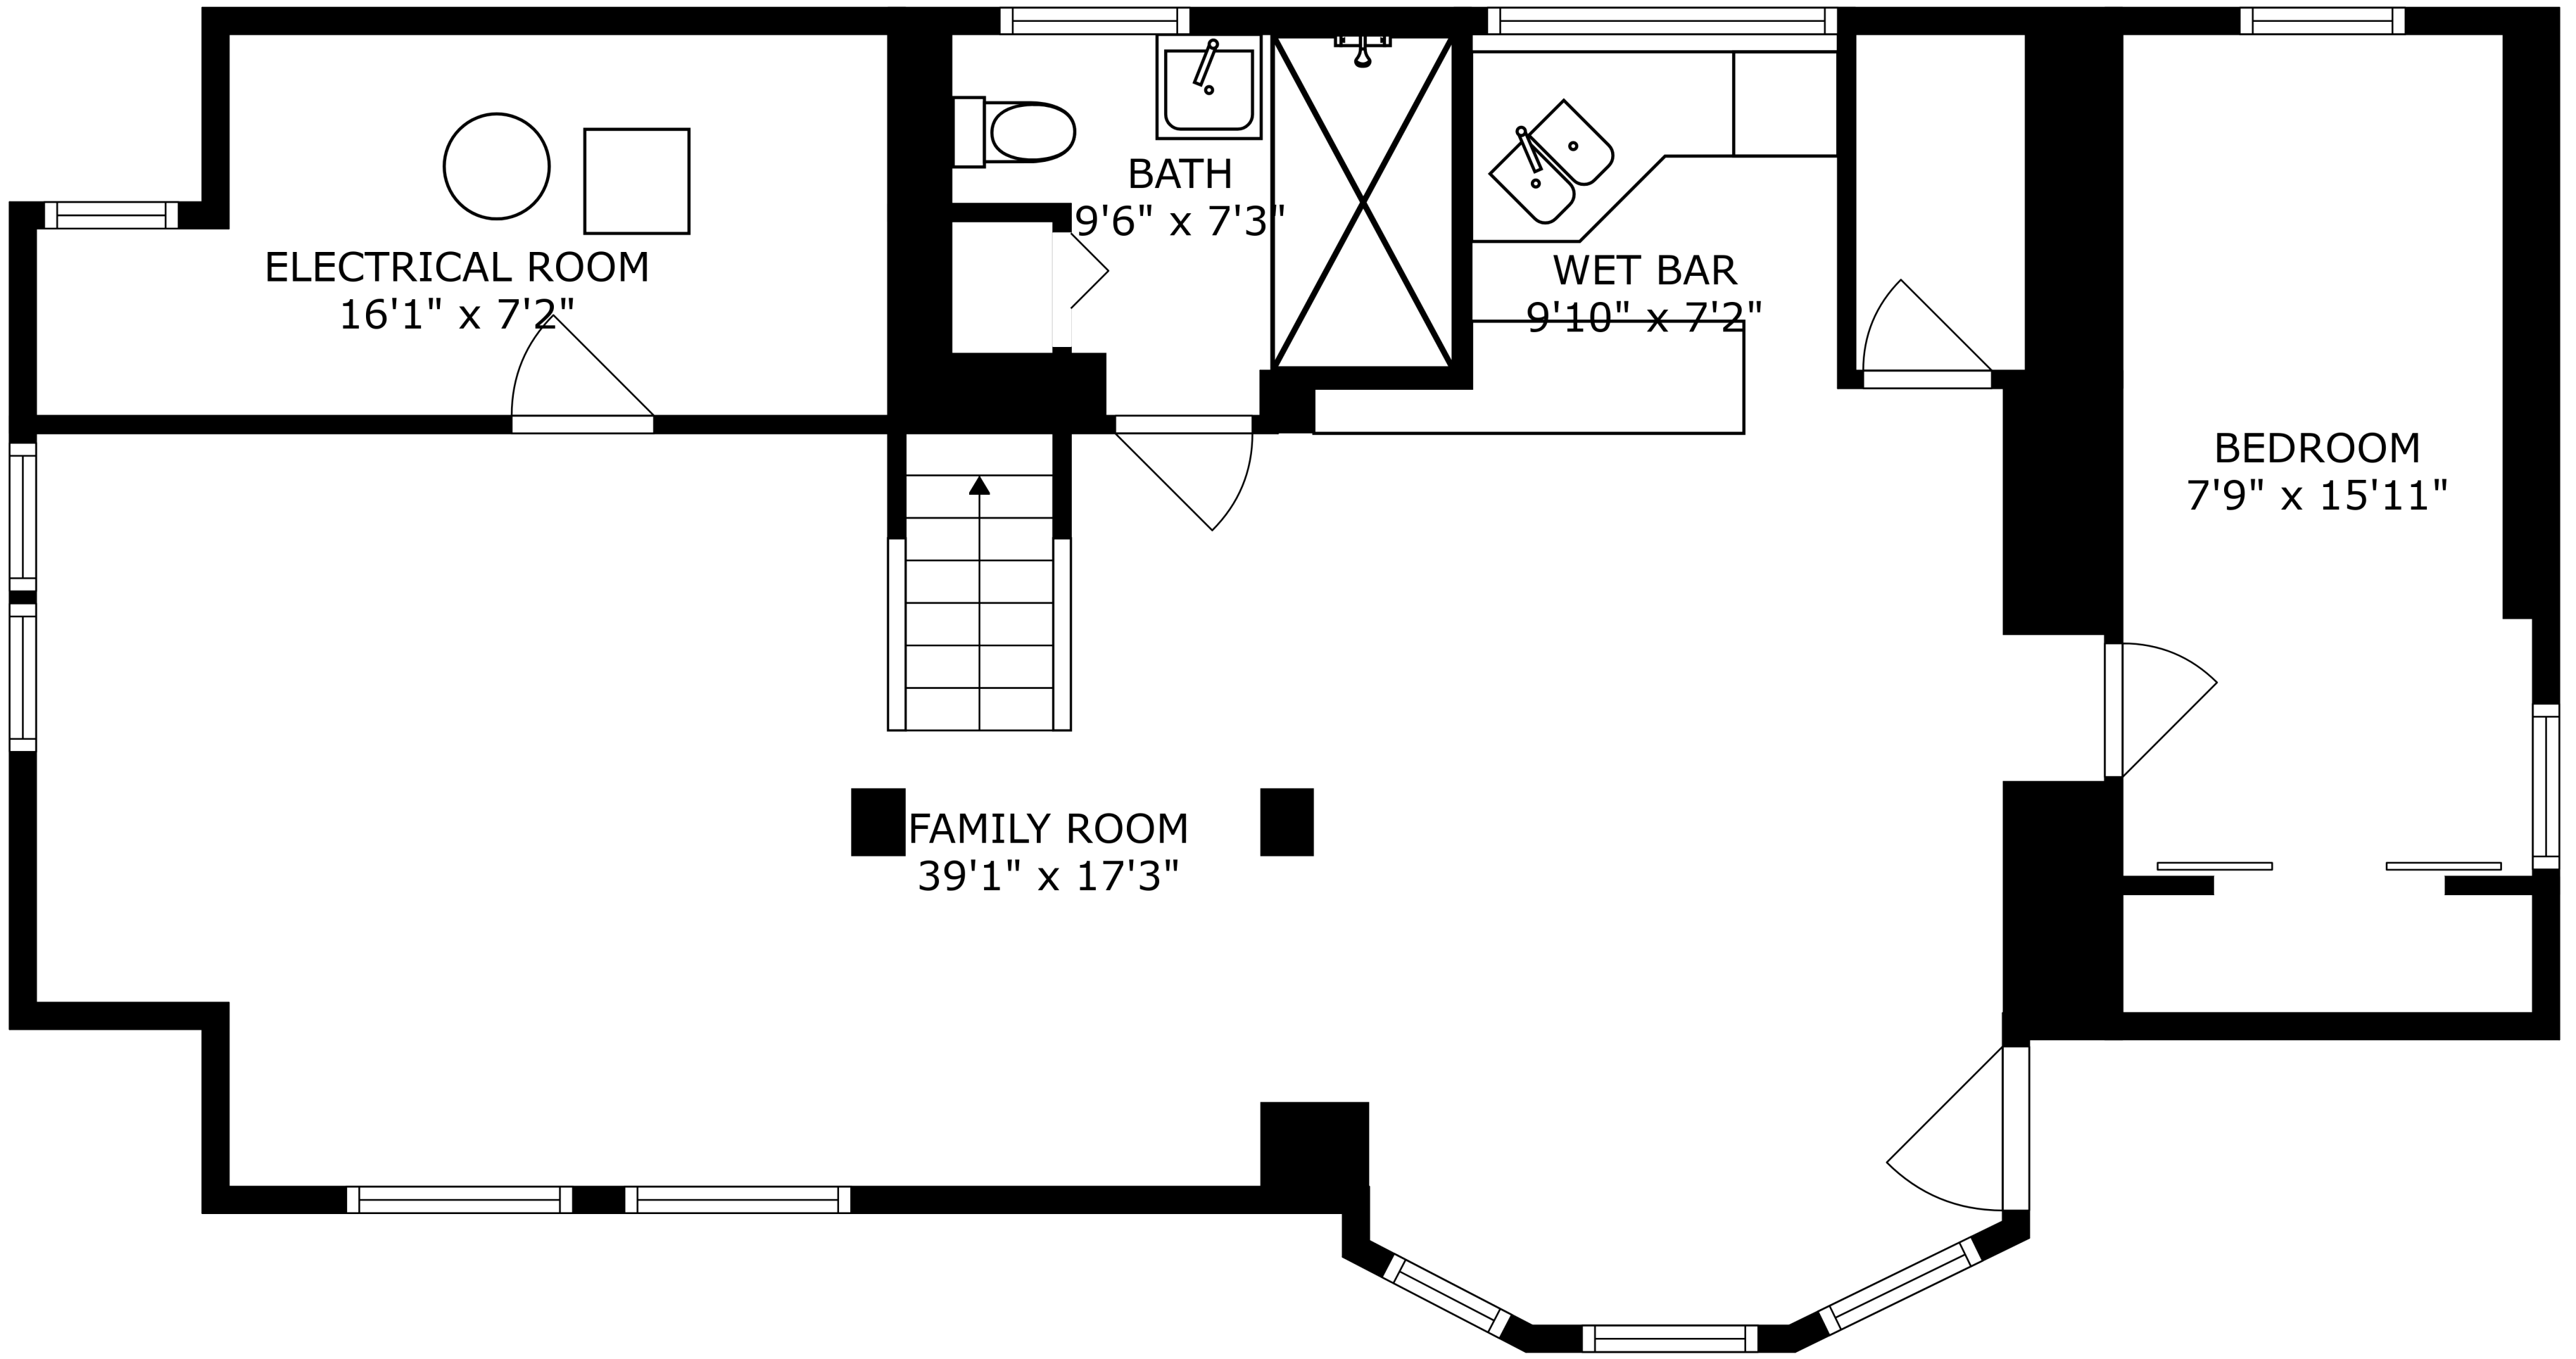 ELECTRICAL ROOM
16'1" x 7'2"
BATH
9'6" x 7'3"
WET BAR
9'10" x 7'2"
BEDROOM
7'9" x 15'11"
FAMILY ROOM
39'1" x 17'3"